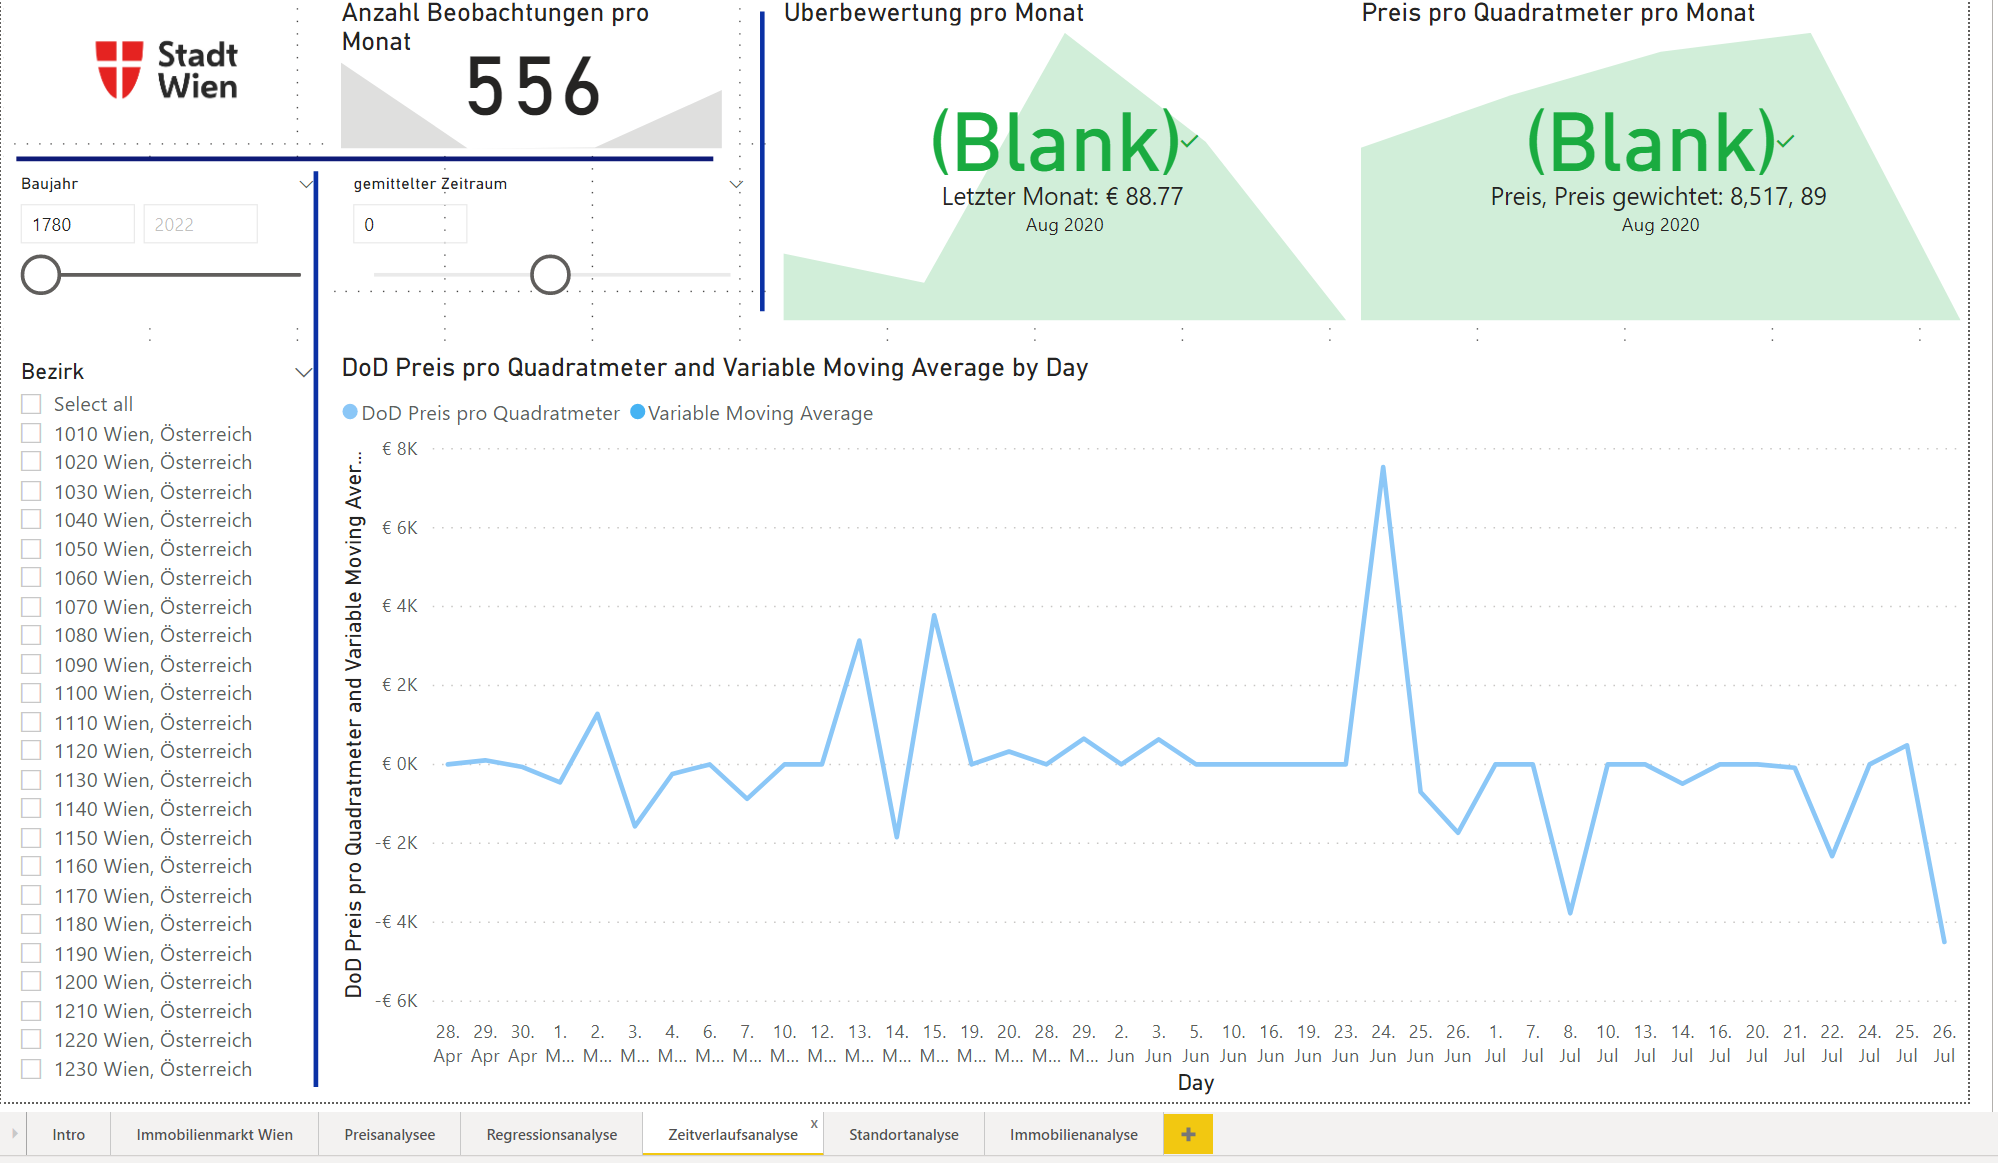 Stadt
Wien
Anzahl Beobachtungen pro
Monat
556
Überbewertung pro Monat
(Blank)
Letzter Monat: € 88.77
Aug 2020
Preis pro Quadratmeter pro Monat
(Blank)
Preis, Preis gewichtet: 8,517, 89
Aug 2020
Baujahr
1780
2022
gemittelter Zeitraum
0
Bezirk
Select all
1010 Wien, Österreich
1020 Wien, Österreich
1030 Wien, Österreich
1040 Wien, Österreich
1050 Wien, Österreich
1060 Wien, Österreich
1070 Wien, Österreich
1080 Wien, Österreich
1090 Wien, Österreich
1100 Wien, Österreich
1110 Wien, Österreich
1120 Wien, Österreich
1130 Wien, Österreich
1140 Wien, Österreich
1150 Wien, Österreich
1160 Wien, Österreich
1170 Wien, Österreich
1180 Wien, Österreich
1190 Wien, Österreich
1200 Wien, Österreich
1210 Wien, Österreich
1220 Wien, Österreich
1230 Wien, Österreich
DoD Preis pro Quadratmeter and Variable Moving Average by Day
DoD Preis pro Quadratmeter Variable Moving Average
DoD Preis pro Quadratmeter and Variable Moving Aver...
€ 8K
€ 6K
€ 4K
€ 2K
€ 0K
-€ 2K
-€ 4K
-€ 6K
28. 29. 30. 1. 2. 3. 4. 6. 7. 10. 12. 13. 14. 15. 19. 20. 28. 29. 2. 3. 5. 10. 16. 19. 23. 24. 25. 26. 1. 7. 8. 10. 13. 14. 16. 20. 21. 22. 24. 25. 26.
Apr Apr Apr M... M... M... M... M... M... M... M... M... M... M... M... M... M... M... Jun Jun Jun Jun Jun Jun Jun Jun Jun Jun Jul Jul Jul Jul Jul Jul Jul Jul Jul Jul Jul Jul Jul
Day
Intro
Immobilienmarkt Wien
Preisanalysee
Regressionsanalyse
Zeitverlaufsanalyse
x
Standortanalyse
Immobilienanalyse
+